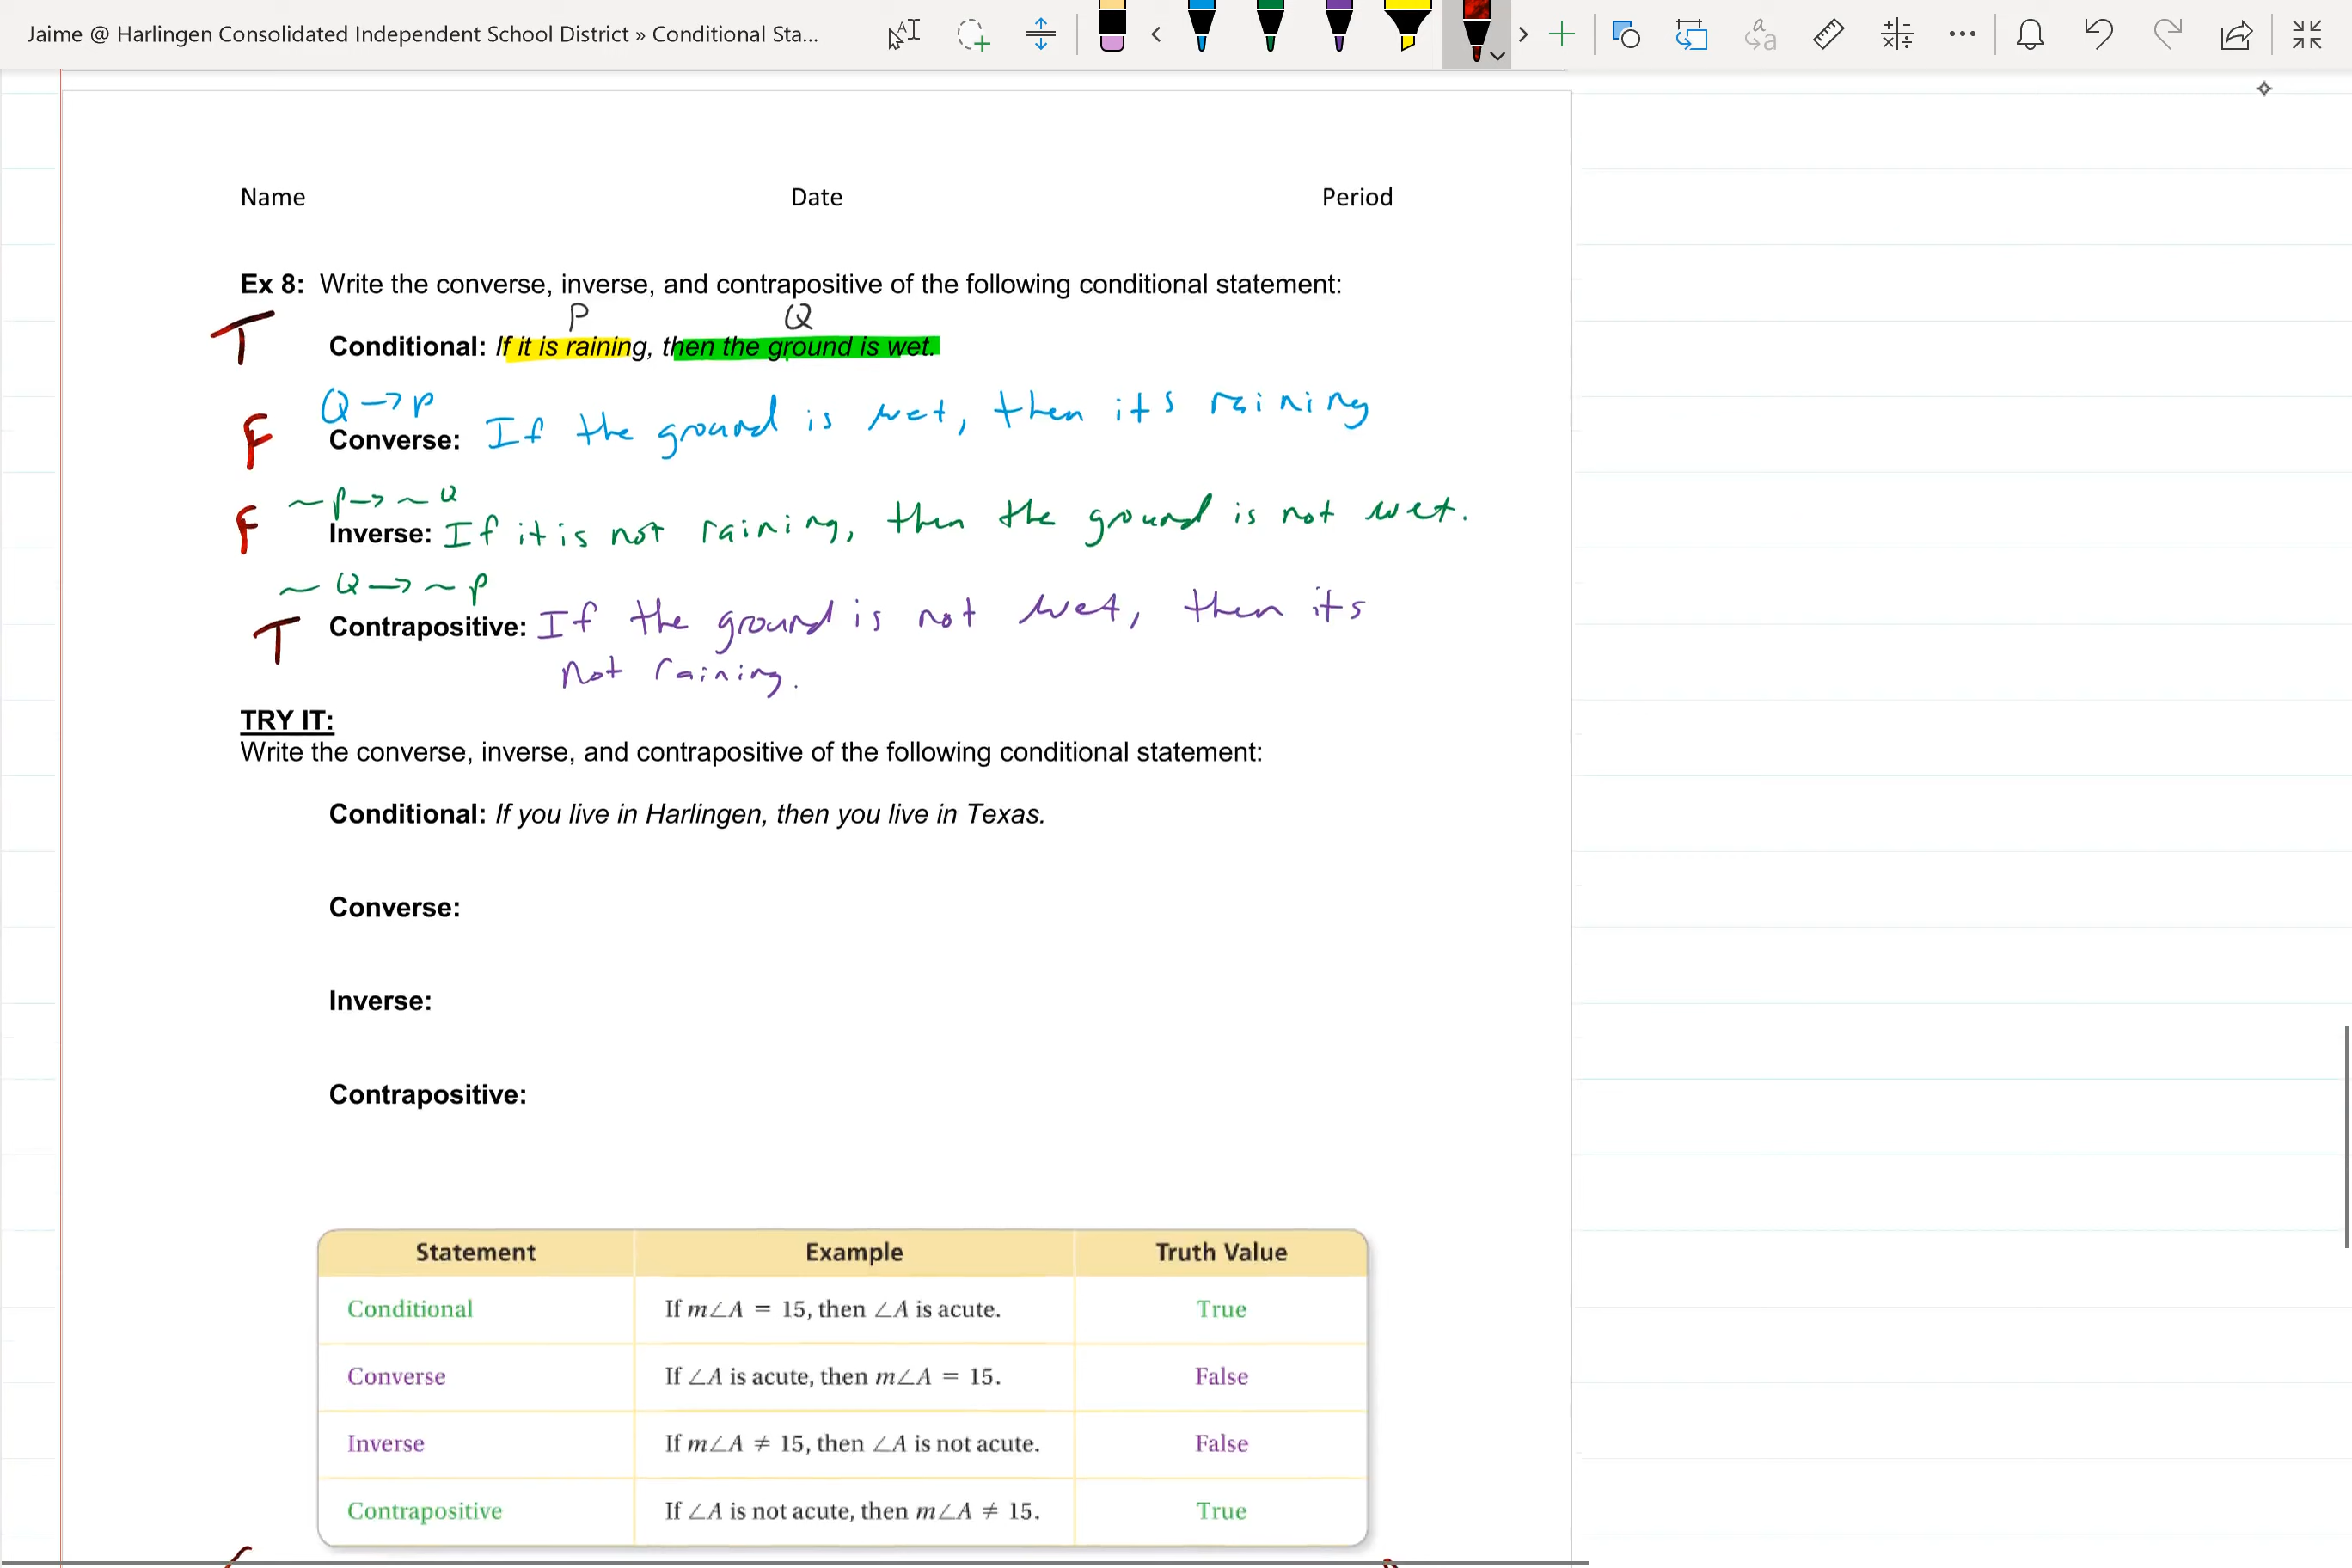 Jaime @ Harlingen Consolidated Independent School District » Conditional Sta...
Name Date Period
Ex 8: Write the converse, inverse, and contrapositive of the following conditional statement:
P Q
T Conditional: If it is raining, then the ground is wet.
Q → P
F Converse: If the ground is wet, then its raining
~ P → ~ Q
F Inverse: If it is not raining, then the ground is not wet.
~ Q → ~ P
T Contrapositive: If the ground is not wet, then its
not raining.
TRY IT:
Write the converse, inverse, and contrapositive of the following conditional statement:
Conditional: If you live in Harlingen, then you live in Texas.
Converse:
Inverse:
Contrapositive:
Statement Example Truth Value
Conditional If m∠A = 15, then ∠A is acute. True
Converse If ∠A is acute, then m∠A = 15. False
Inverse If m∠A ≠ 15, then ∠A is not acute. False
Contrapositive If ∠A is not acute, then m∠A ≠ 15. True